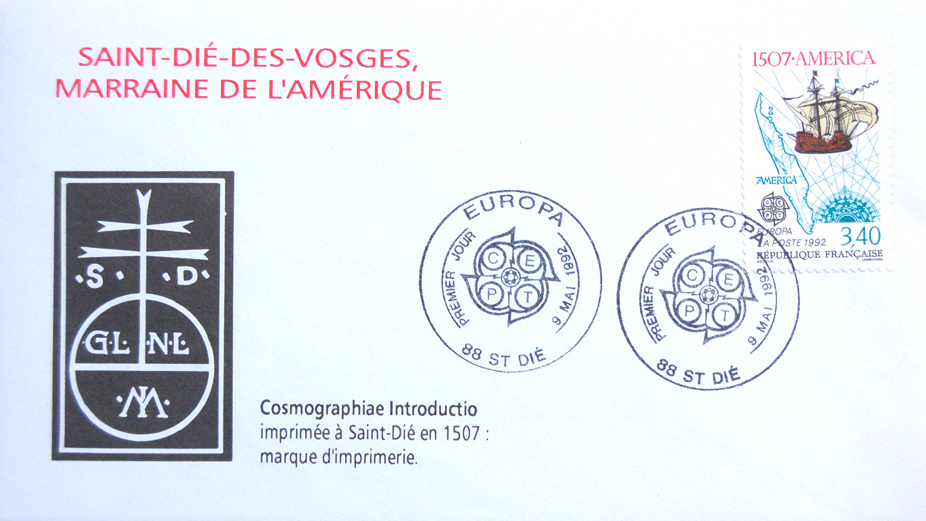 SAINT-DIÉ-DES-VOSGES,
MARRAINE DE L'AMÉRIQUE
1507·AMERICA
AMERICA
EUROPA
LA POSTE 1992
3,40
RÉPUBLIQUE FRANÇAISE
·S· ·D·
·G·L· ·N·L·
·M·
EUROPA
PREMIER JOUR
C E
P T
9 MAI 1992
88 ST DIÉ
EUROPA
PREMIER JOUR
C E
P T
9 MAI 1992
88 ST DIÉ
Cosmographiae Introductio
imprimée à Saint-Dié en 1507 :
marque d'imprimerie.